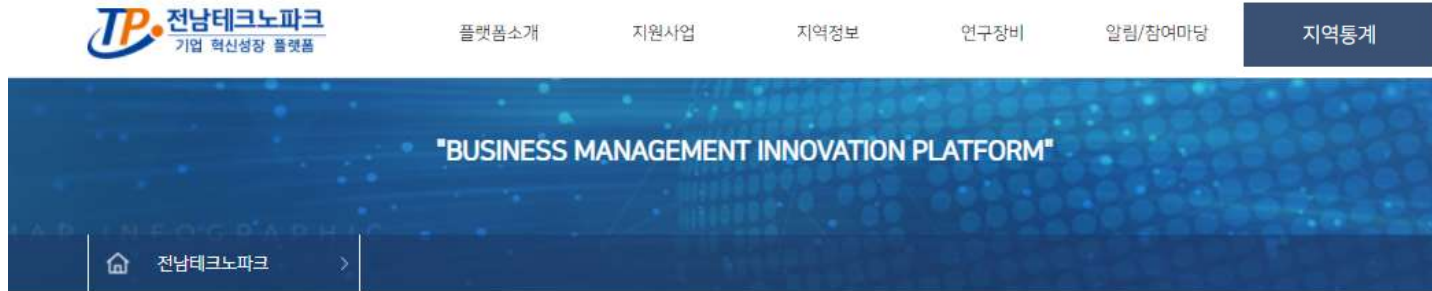 TP. 전남테크노파크
기업 혁신성장 플랫폼
플랫폼소개
지원사업
지역정보
연구장비
알림/참여마당
지역통계
"BUSINESS MANAGEMENT INNOVATION PLATFORM"
MAP INFOGRAPHIC
전남테크노파크 >